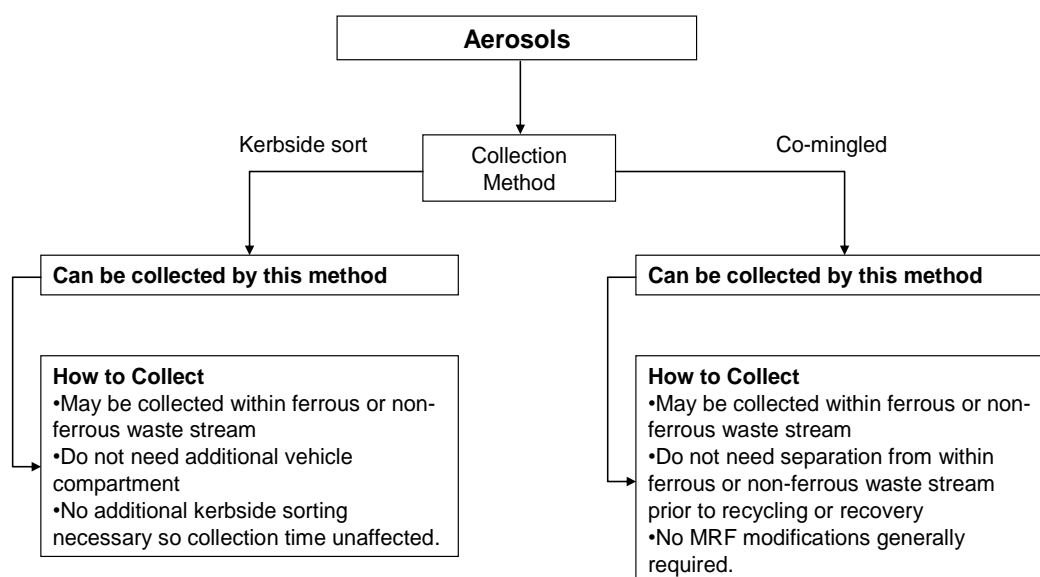 Aerosols
Kerbside sort
Co-mingled
Collection
Method
Can be collected by this method
Can be collected by this method
How to Collect
•May be collected within ferrous or non-
ferrous waste stream
•Do not need additional vehicle
compartment
•No additional kerbside sorting
necessary so collection time unaffected.
How to Collect
•May be collected within ferrous or non-
ferrous waste stream
•Do not need separation from within
ferrous or non-ferrous waste stream
prior to recycling or recovery
•No MRF modifications generally
required.